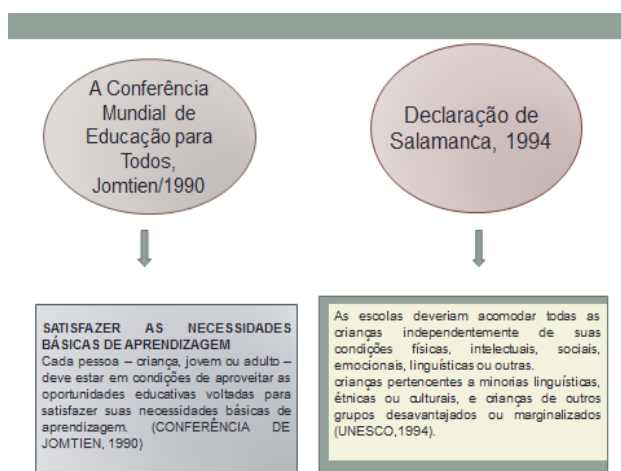 A Conferência
Mundial de
Educação para
Todos,
Jomtien/1990
Declaração de
Salamanca, 1994
SATISFAZER AS NECESSIDADES
BÁSICAS DE APRENDIZAGEM
Cada pessoa – criança, jovem ou adulto –
deve estar em condições de aproveitar as
oportunidades educativas voltadas para
satisfazer suas necessidades básicas de
aprendizagem. (CONFERÊNCIA DE
JOMTIEN, 1990)
As escolas deveriam acomodar todas as
crianças independentemente de suas
condições físicas, intelectuais, sociais,
emocionais, linguísticas ou outras.
crianças pertencentes a minorias linguísticas,
étnicas ou culturais, e crianças de outros
grupos desavantajados ou marginalizados
(UNESCO,1994).